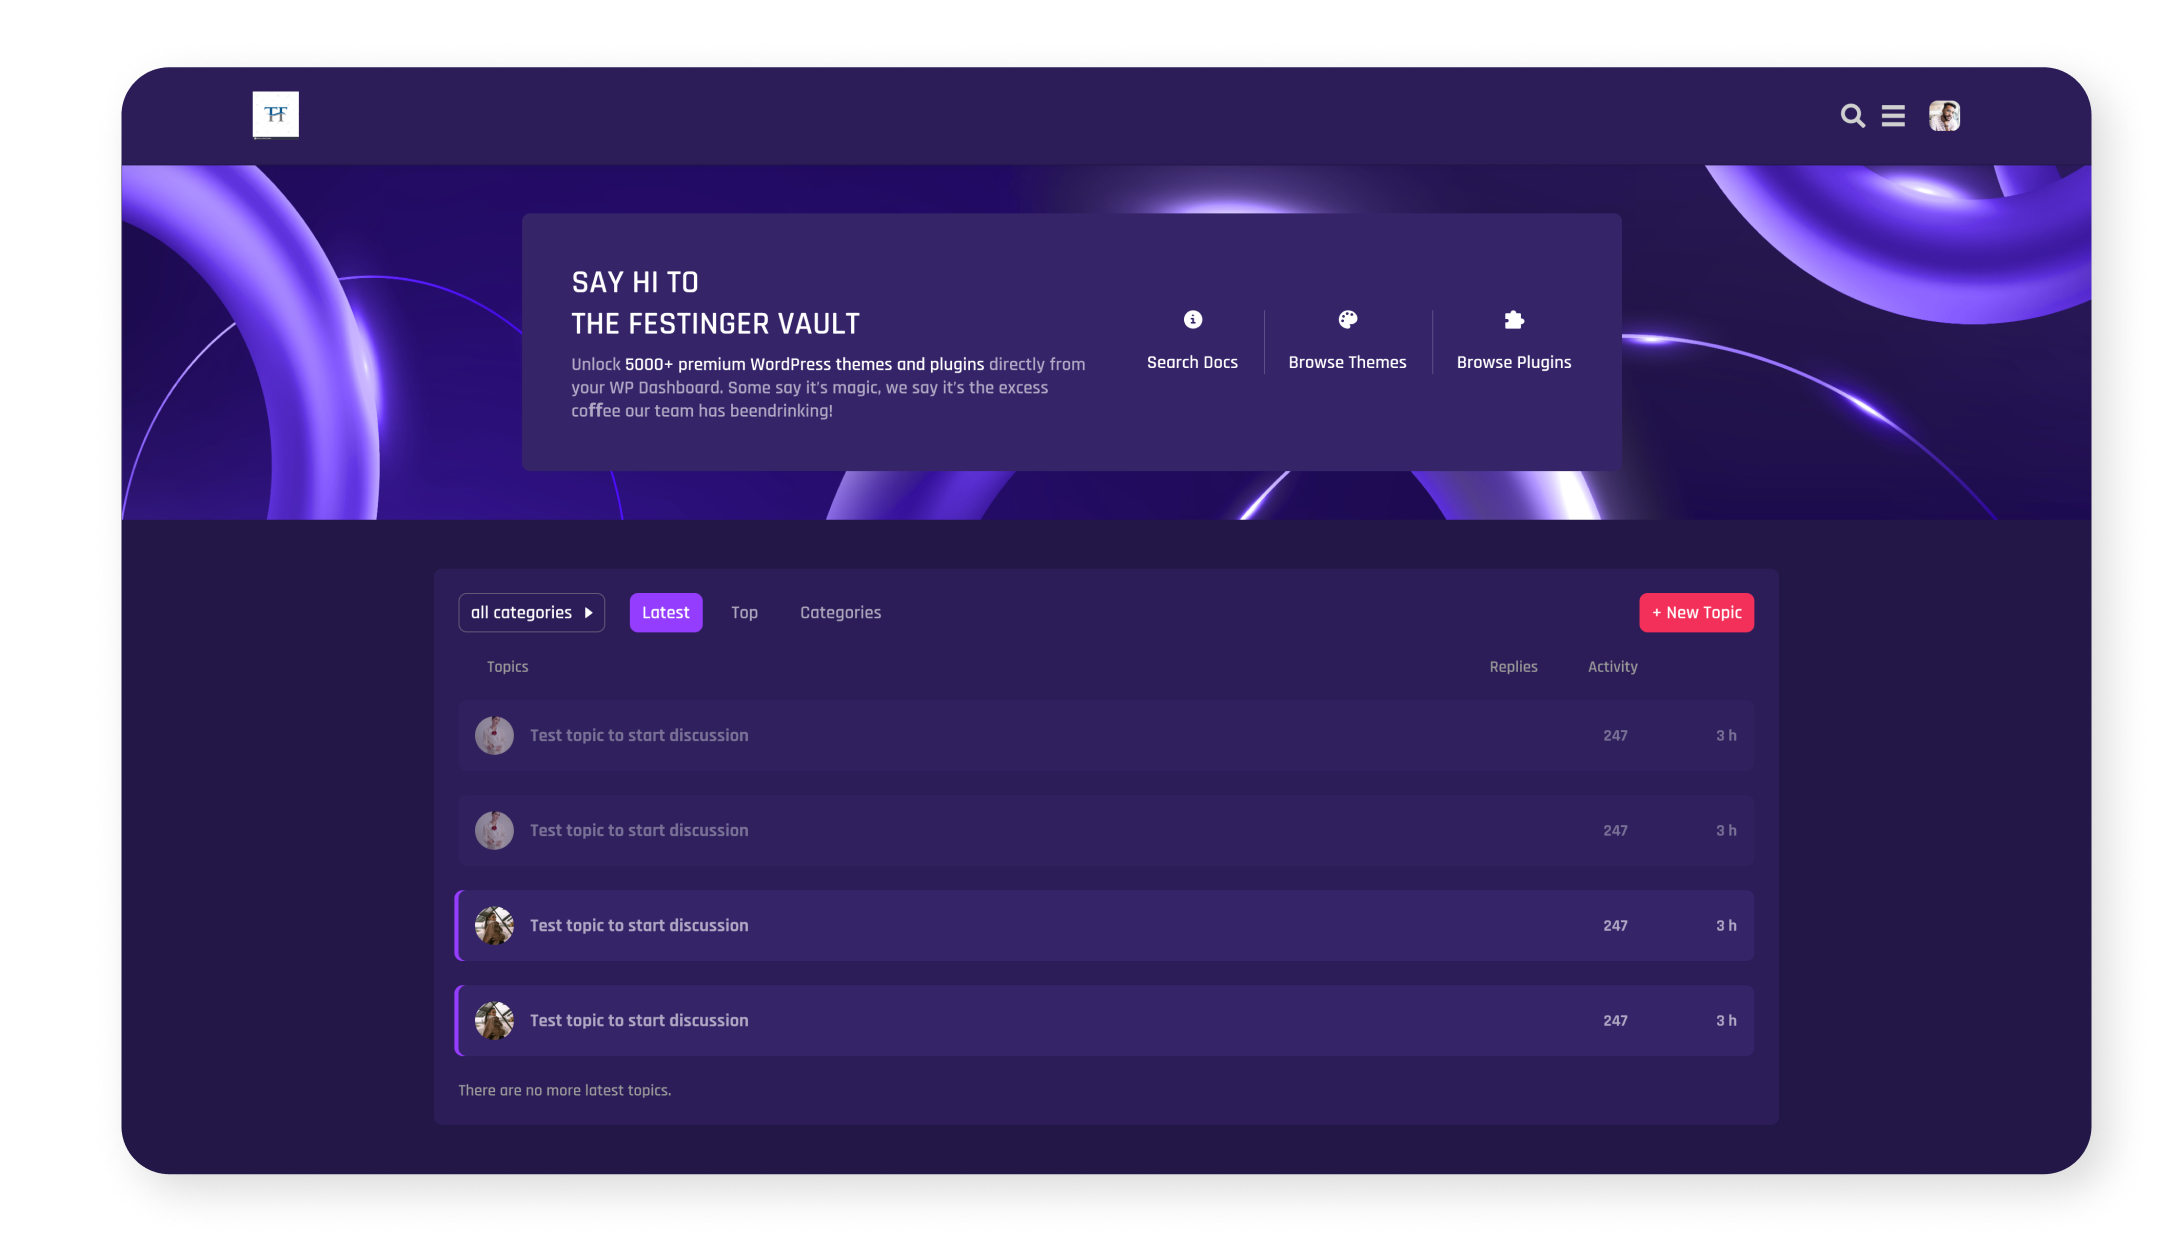 TF
SAY HI TO
THE FESTINGER VAULT
Unlock 5000+ premium WordPress themes and plugins directly from
your WP Dashboard. Some say it's magic, we say it's the excess
coffee our team has beendrinking!
Search Docs
Browse Themes
Browse Plugins
all categories
Latest
Top
Categories
+ New Topic
Topics
Replies
Activity
Test topic to start discussion 247 3 h
Test topic to start discussion 247 3 h
Test topic to start discussion 247 3 h
Test topic to start discussion 247 3 h
There are no more latest topics.